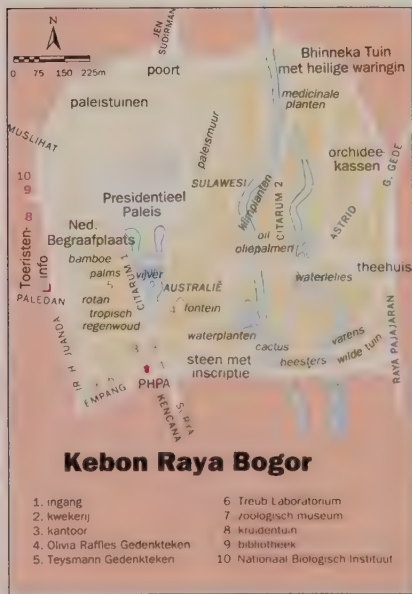 N
0 75 150 225m
JEN SUDIRMAN
poort
Bhinneka Tuin
met heilige waringin
medicinale
planten
paleistuinen
paleismuur
MUSLIHAT
orchidee-
kassen
G. GEDE
SULAWESI
klimplanten
CITARUM 2
ASTRID
10
9
8
Toeristen-
info
Presidentieel
Paleis
Ned.
Begraafplaats
bamboe
palms
vijver
CITARUM 1
oil
oliepalmen
AUSTRALIË
waterlelies
theehuis
PALEDAN
rotan
tropisch
regenwoud
fontein
IR H JUANDA
waterplanten
cactus
varens
steen met
inscriptie
heesters
wilde tuin
RAYA PAJAJARAN
EMPANG
PHPA
KENCANA
Kebon Raya Bogor
1. ingang
2. kwekerij
3. kantoor
4. Olivia Raffles Gedenkteken
5. Teysmann Gedenkteken
6 Treub Laboratorium
7 zoologisch museum
8 kruidentuin
9 bibliotheek
10 Nationaal Biologisch Instituut